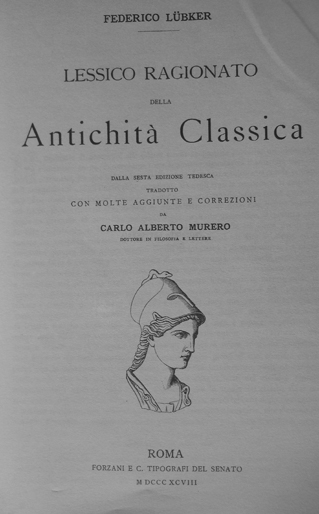 FEDERICO LÜBKER
LESSICO RAGIONATO
DELLA
Antichità Classica
DALLA SESTA EDIZIONE TEDESCA
TRADOTTO
CON MOLTE AGGIUNTE E CORREZIONI
DA
CARLO ALBERTO MURERO
DOTTORE IN FILOSOFIA E LETTERE
ROMA
FORZANI E C. TIPOGRAFI DEL SENATO
M DCCC XCVIII